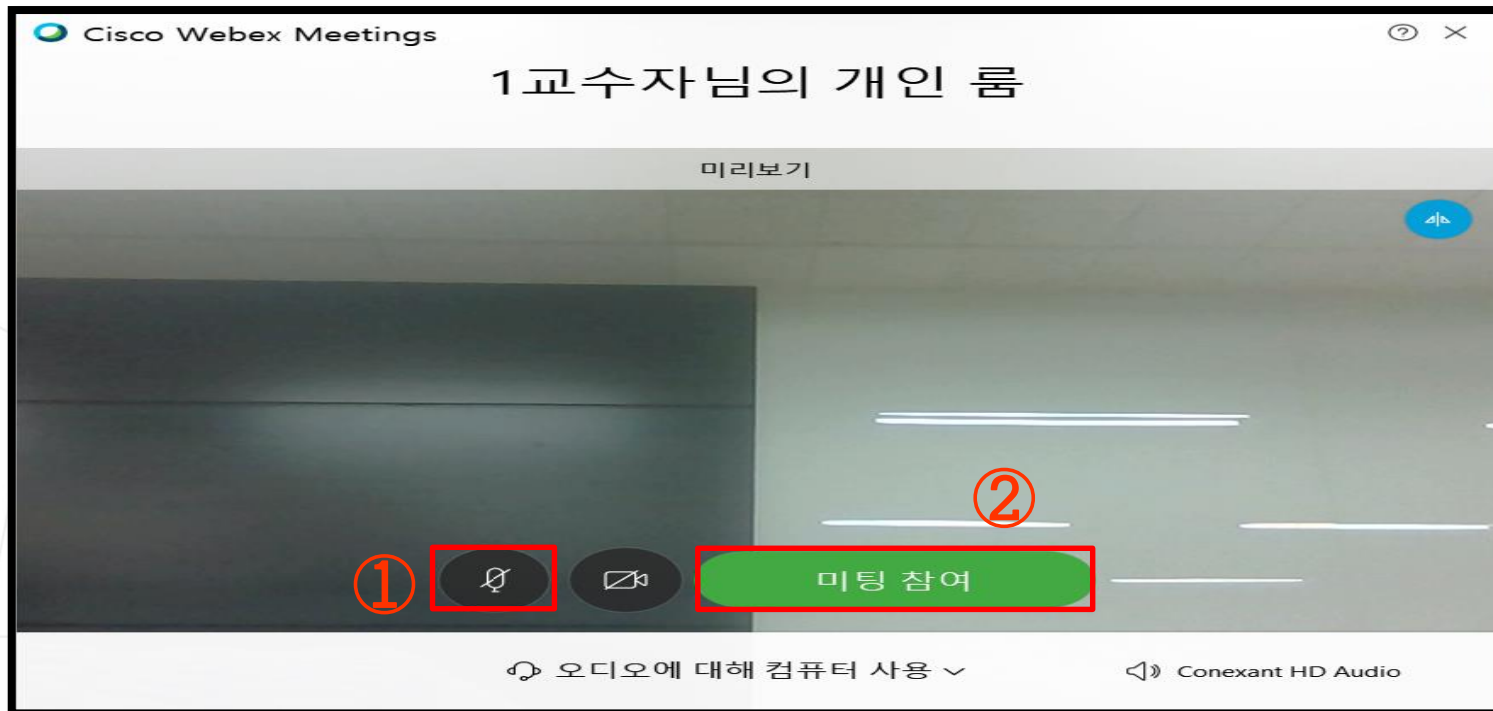 Cisco Webex Meetings
1교수자님의 개인 룸
미리보기
②
① 미팅 참여
오디오에 대해 컴퓨터 사용 Conexant HD Audio